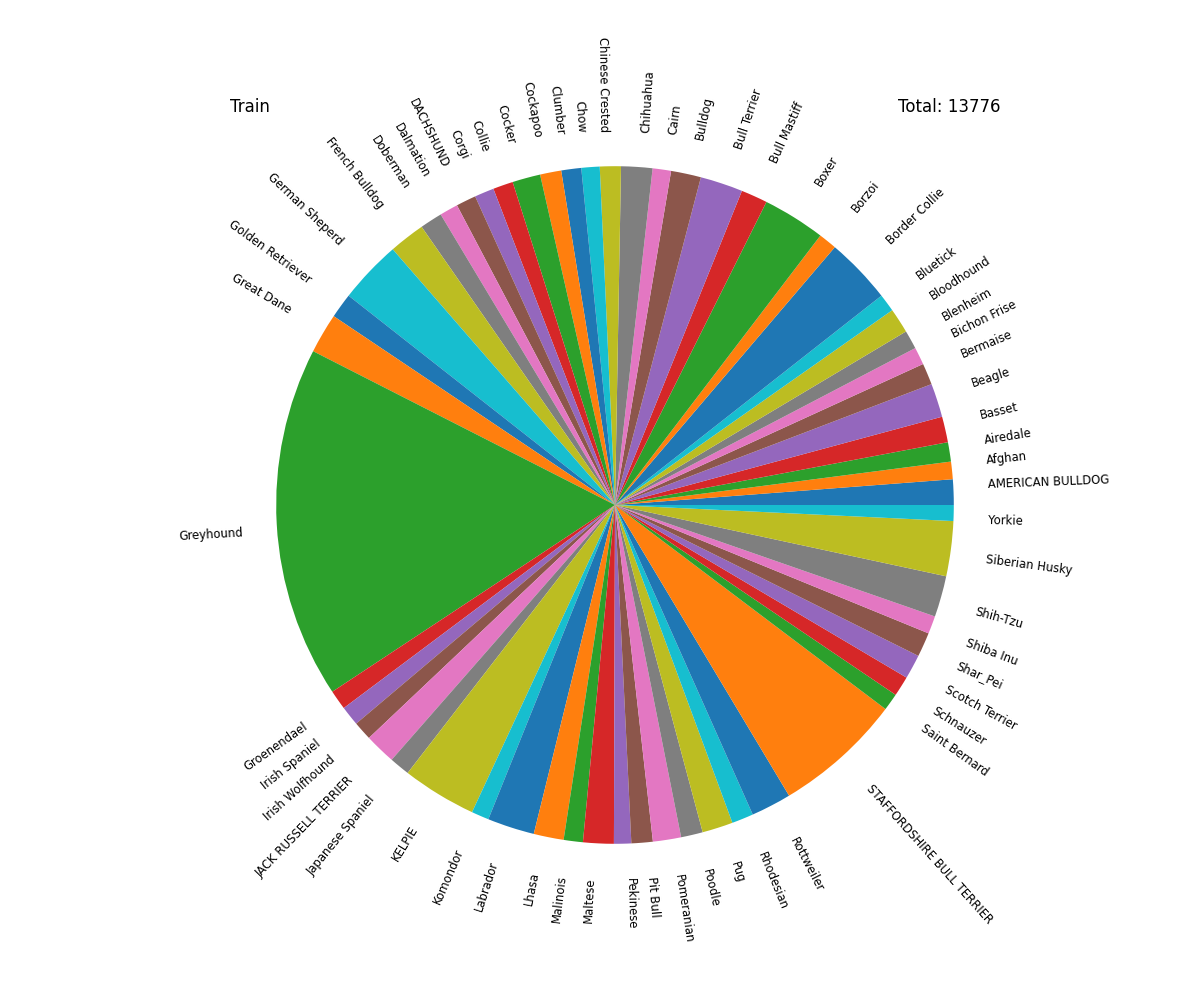 Train
Total: 13776
AMERICAN BULLDOG
Afghan
Airedale
Basset
Beagle
Bermaise
Bichon Frise
Blenheim
Bloodhound
Bluetick
Border Collie
Borzoi
Boxer
Bull Mastiff
Bull Terrier
Bulldog
Cairn
Chihuahua
Chinese Crested
Chow
Clumber
Cockapoo
Cocker
Collie
Corgi
DACHSHUND
Dalmation
Doberman
French Bulldog
German Sheperd
Golden Retriever
Great Dane
Greyhound
Groenendael
Irish Spaniel
Irish Wolfhound
JACK RUSSELL TERRIER
Japanese Spaniel
KELPIE
Komondor
Labrador
Lhasa
Malinois
Maltese
Pekinese
Pit Bull
Pomeranian
Poodle
Pug
Rhodesian
Rottweiler
STAFFORDSHIRE BULL TERRIER
Saint Bernard
Schnauzer
Scotch Terrier
Shar_Pei
Shiba Inu
Shih-Tzu
Siberian Husky
Yorkie